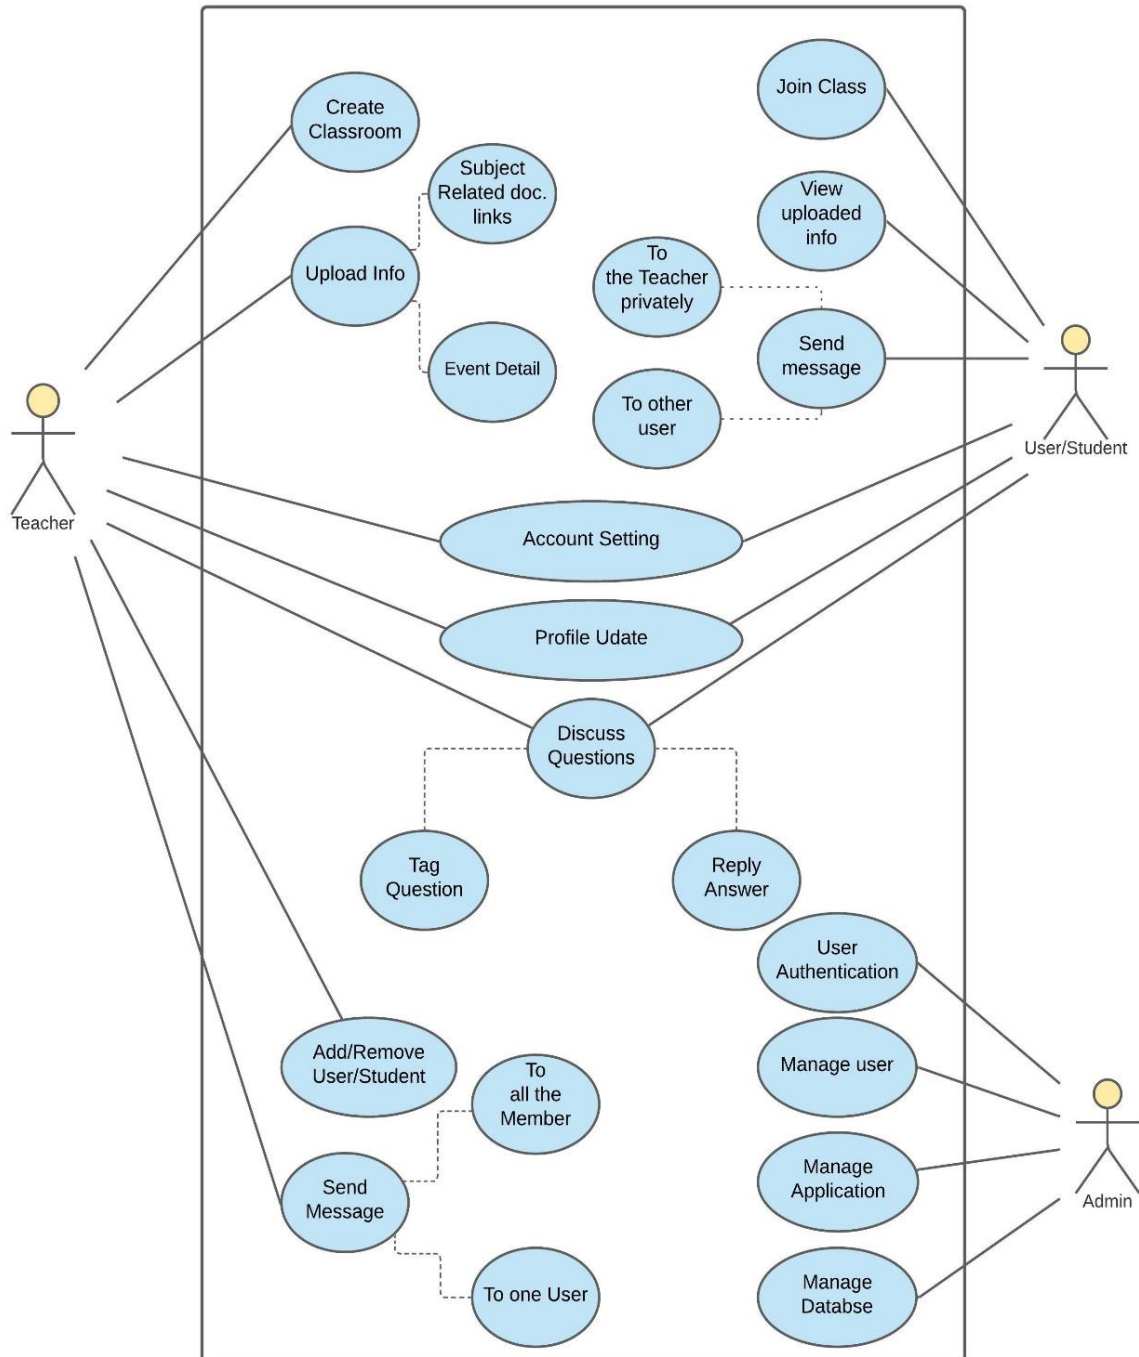 Create
Classroom
Join Class
Subject
Related doc.
links
View
uploaded
info
Upload Info
To
the Teacher
privately
Send
message
Event Detail
To other
user
User/Student
Teacher
Account Setting
Profile Udate
Discuss
Questions
Tag
Question
Reply
Answer
User
Authentication
Add/Remove
User/Student
To
all the
Member
Manage user
Send
Message
Manage
Application
Admin
To one User
Manage
Databse